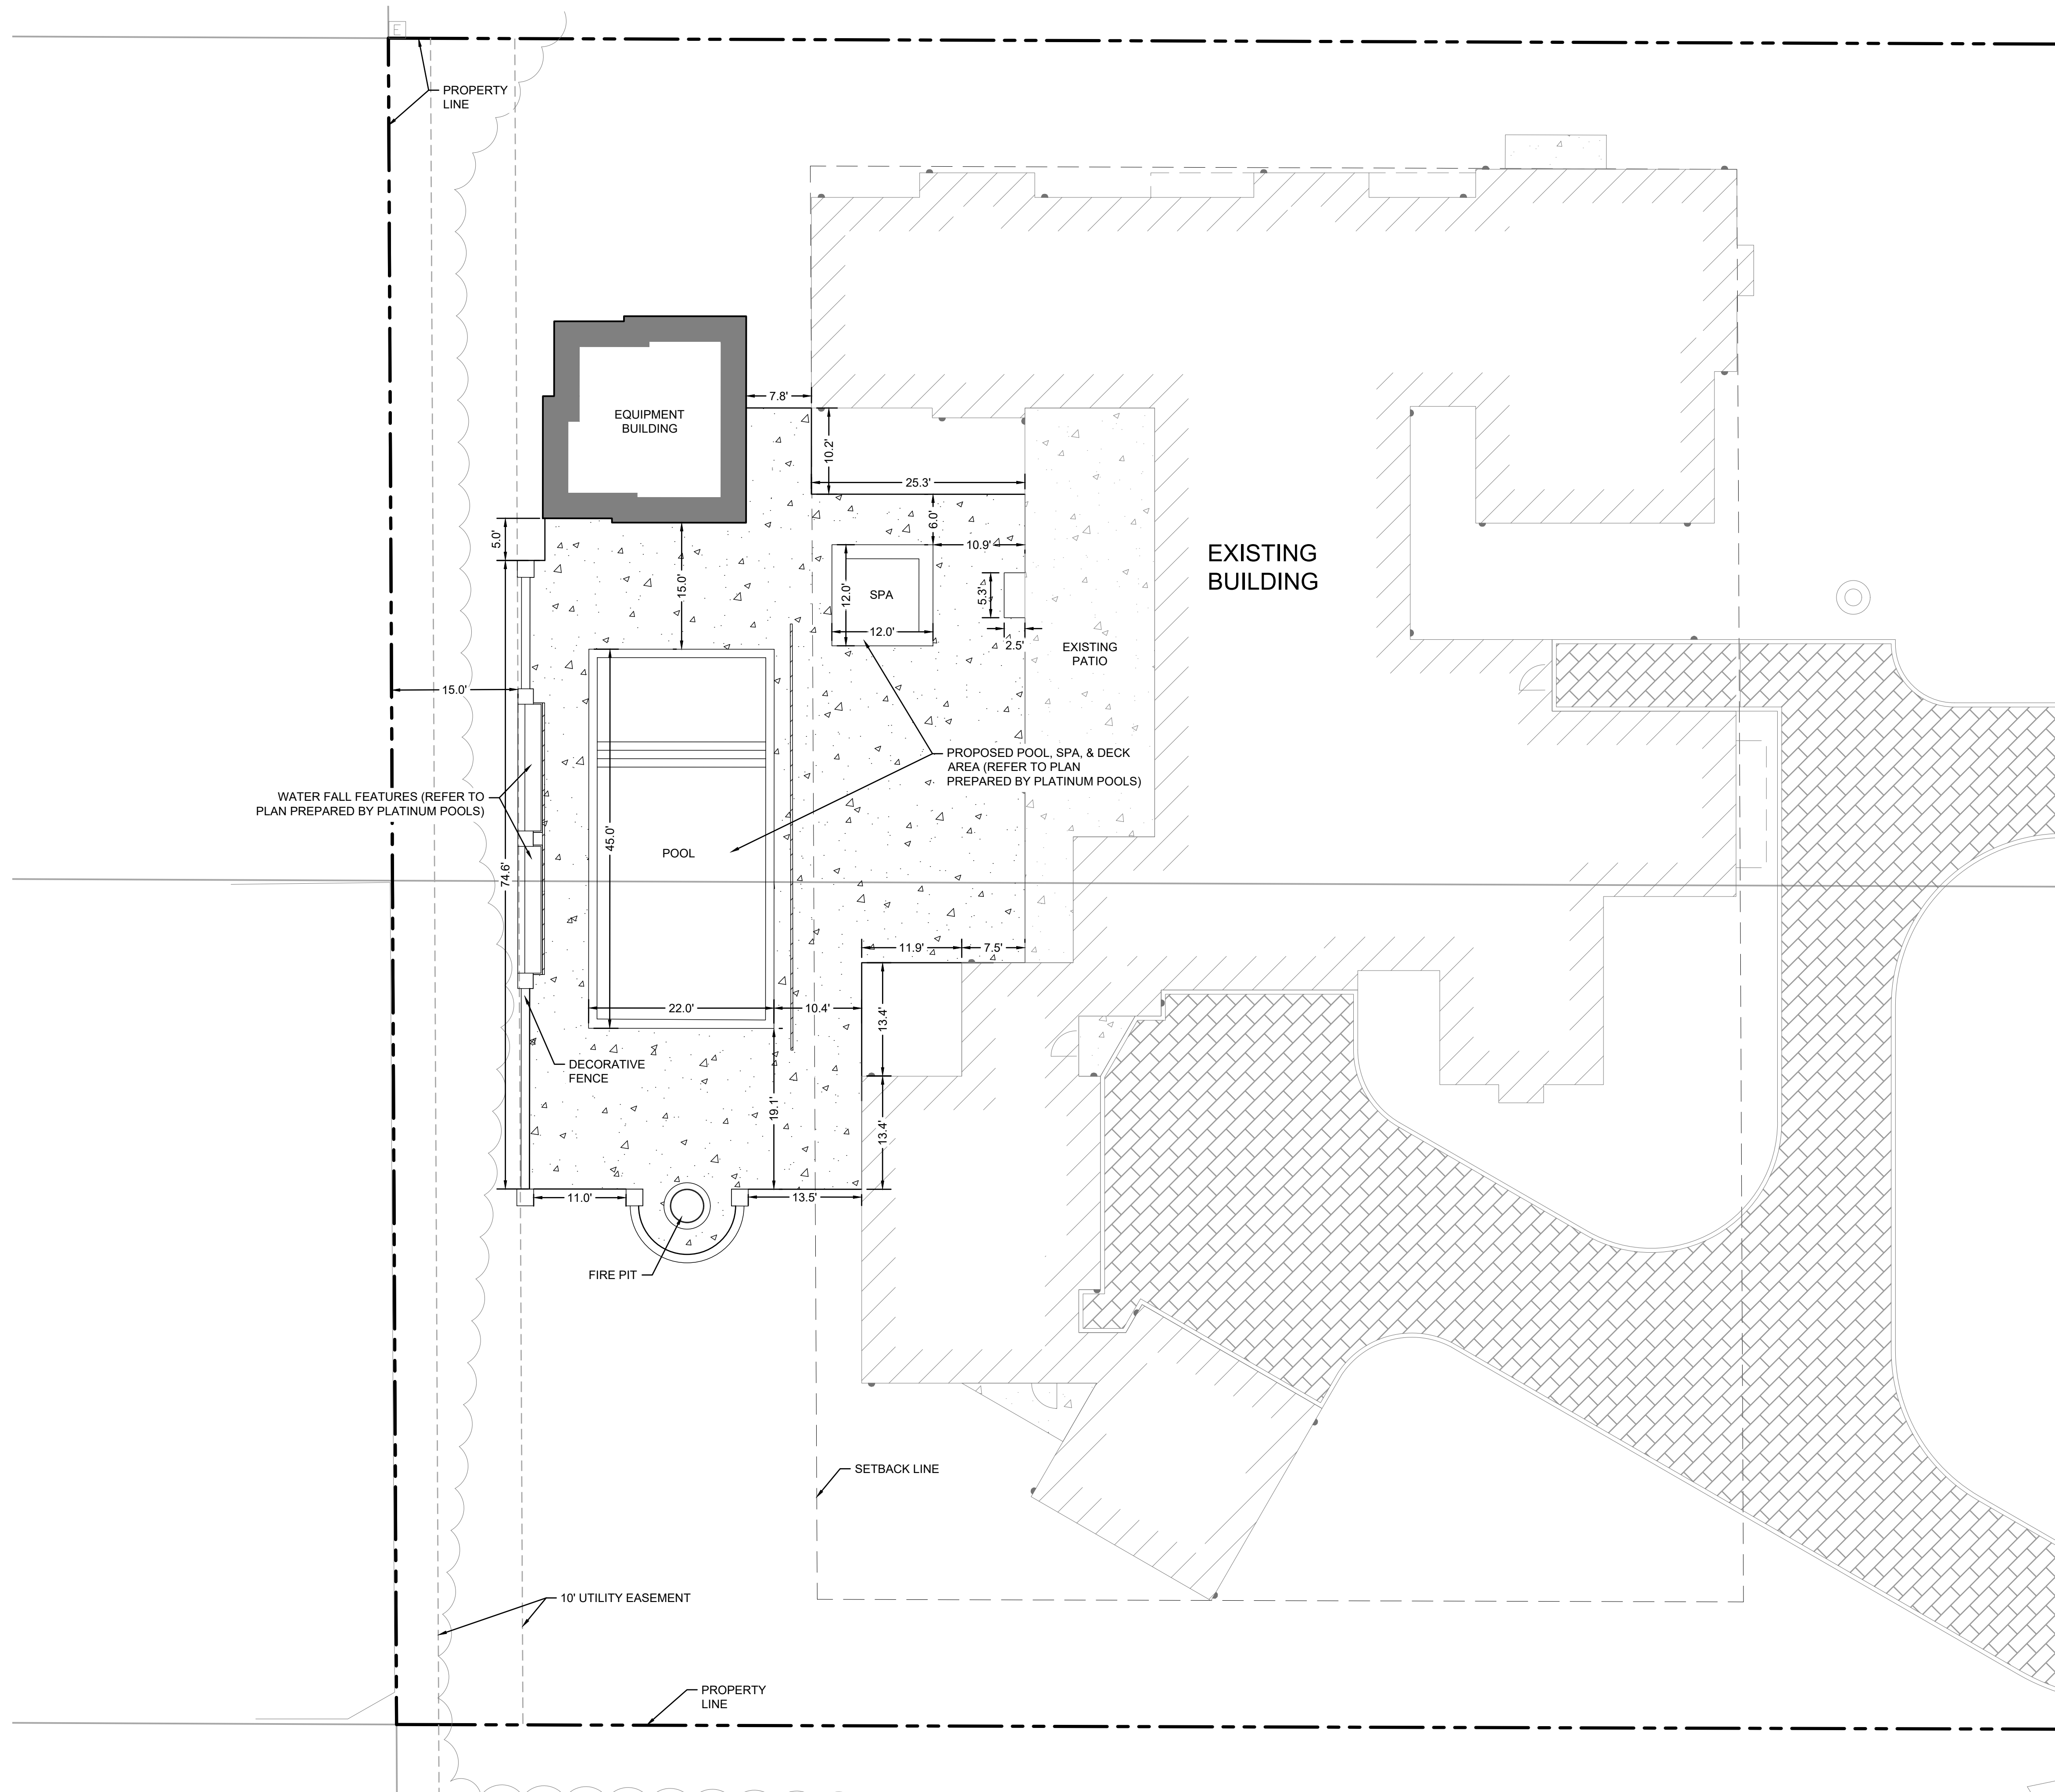 E
PROPERTY
LINE
7.8'
EQUIPMENT
BUILDING
10.2'
25.3'
6.0'
5.0'
10.9'
EXISTING
BUILDING
15.0'
12.0'
SPA
5.3'
12.0'
2.5'
EXISTING
PATIO
15.0'
PROPOSED POOL, SPA, & DECK
AREA (REFER TO PLAN
PREPARED BY PLATINUM POOLS)
WATER FALL FEATURES (REFER TO
PLAN PREPARED BY PLATINUM POOLS)
45.0'
POOL
74.6'
11.9'
7.5'
22.0'
10.4'
13.4'
DECORATIVE
FENCE
19.1'
13.4'
11.0'
13.5'
FIRE PIT
SETBACK LINE
10' UTILITY EASEMENT
PROPERTY
LINE